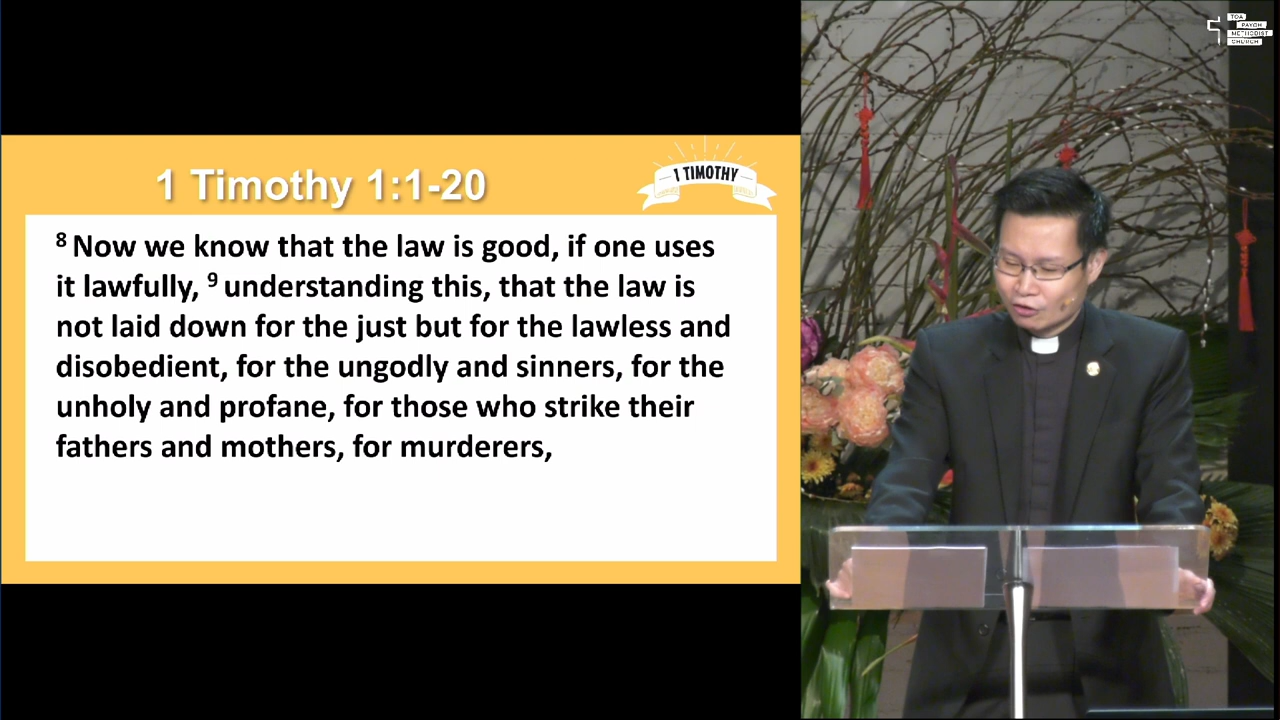 1 Timothy 1:1-20
1 TIMOTHY
8 Now we know that the law is good, if one uses
it lawfully, 9 understanding this, that the law is
not laid down for the just but for the lawless and
disobedient, for the ungodly and sinners, for the
unholy and profane, for those who strike their
fathers and mothers, for murderers,
TOA
PAYOH
METHODIST
CHURCH